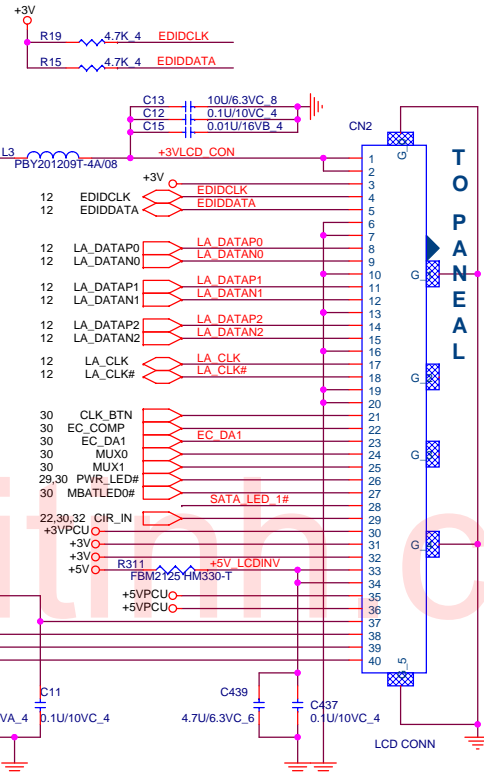 +3V
R19 4.7K_4 EDIDCLK
R15 4.7K_4 EDIDDATA
C13 10U/6.3VC_8
C12 0.1U/10VC_4
C15 0.01U/16VB_4
CN2
L3
PBY201209T-4A/08
+3VLCD_CON
1
2
+3V 3
12 EDIDCLK EDIDCLK 4
12 EDIDDATA EDIDDATA 5
6
7
12 LA_DATAP0 LA_DATAP0 8
12 LA_DATAN0 LA_DATAN0 9
10
12 LA_DATAP1 LA_DATAP1 11
12 LA_DATAN1 LA_DATAN1 12
13
12 LA_DATAP2 LA_DATAP2 14
12 LA_DATAN2 LA_DATAN2 15
16
12 LA_CLK LA_CLK 17
12 LA_CLK# LA_CLK# 18
19
20
30 CLK_BTN 21
30 EC_COMP 22
30 EC_DA1 EC_DA1 23
30 MUX0 24
30 MUX1 25
29,30 PWR_LED# 26
30 MBATLED0# 27
SATA_LED_1# 28
22,30,32 CIR_IN 29
+3VPCU 30
+3V 31
+3V 32
+5V R311 +5V_LCDINV 33
FBM2125 HM330-T
34
+5VPCU 35
+5VPCU 36
37
38
39
40
TO PANEAL
C11
VA_4 0.1U/10VC_4
C439
4.7U/6.3VC_6
C437
0.1U/10VC_4
LCD CONN